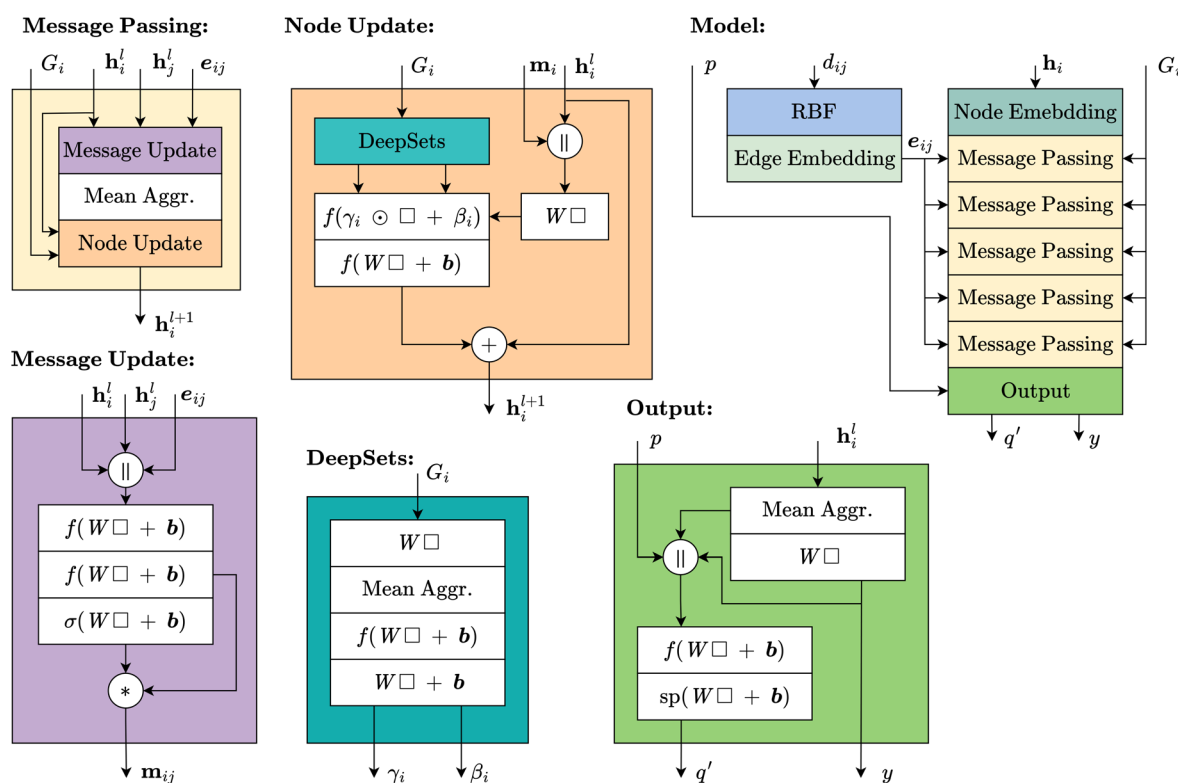 Message Passing:
G_i h_i^l h_j^l e_ij
Message Update
Mean Aggr.
Node Update
h_i^{l+1}
Message Update:
h_i^l h_j^l e_ij
||
f(W□ + b)
f(W□ + b)
σ(W□ + b)
*
m_ij
Node Update:
G_i m_i h_i^l
DeepSets ||
f(γ_i ⊙ □ + β_i) W□
f(W□ + b)
+
h_i^{l+1}
DeepSets:
G_i
W□
Mean Aggr.
f(W□ + b)
W□ + b
γ_i β_i
Model:
p d_ij h_i G_i
RBF Node Emebdding
Edge Embedding e_ij Message Passing
Message Passing
Message Passing
Message Passing
Message Passing
Output
q′ y
Output:
p h_i^l
Mean Aggr.
|| W□
f(W□ + b)
sp(W□ + b)
q′ y